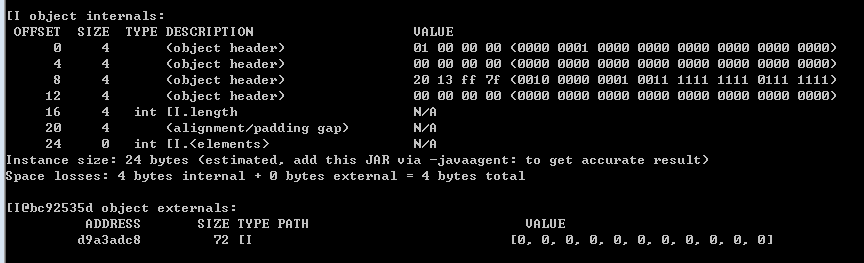 [I object internals:
OFFSET SIZE TYPE DESCRIPTION VALUE
0 4 (object header) 01 00 00 00 (0000 0001 0000 0000 0000 0000 0000 0000)
4 4 (object header) 00 00 00 00 (0000 0000 0000 0000 0000 0000 0000 0000)
8 4 (object header) 20 13 ff 7f (0010 0000 0001 0011 1111 1111 0111 1111)
12 4 (object header) 00 00 00 00 (0000 0000 0000 0000 0000 0000 0000 0000)
16 4 int [I.length N/A
20 4 (alignment/padding gap) N/A
24 0 int [I.<elements> N/A
Instance size: 24 bytes (estimated, add this JAR via -javaagent: to get accurate result)
Space losses: 4 bytes internal + 0 bytes external = 4 bytes total
[I@bc92535d object externals:
ADDRESS SIZE TYPE PATH VALUE
d9a3adc8 72 [I [0, 0, 0, 0, 0, 0, 0, 0, 0, 0, 0]